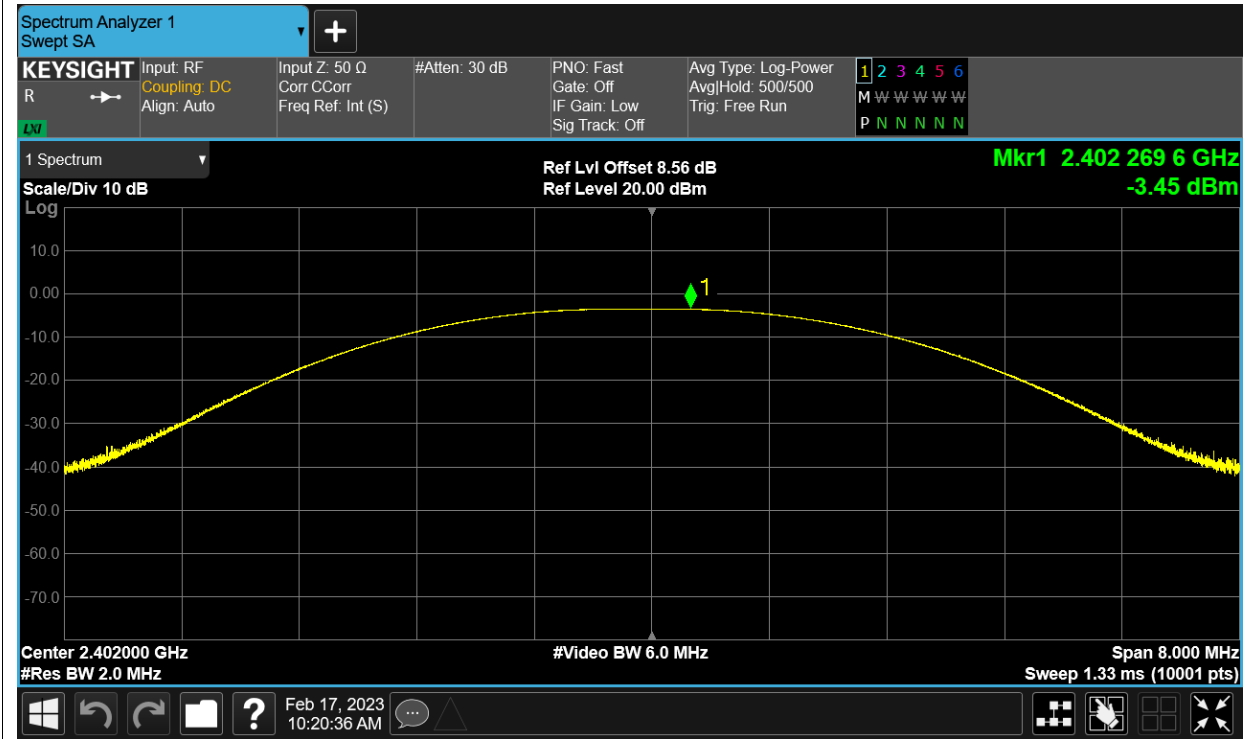 Spectrum Analyzer 1
Swept SA
KEYSIGHT
R
LXI
Input: RF
Coupling: DC
Align: Auto
Input Z: 50 Ω
Corr CCorr
Freq Ref: Int (S)
#Atten: 30 dB
PNO: Fast
Gate: Off
IF Gain: Low
Sig Track: Off
Avg Type: Log-Power
Avg|Hold: 500/500
Trig: Free Run
1 2 3 4 5 6
M W W W W W
P N N N N N
1 Spectrum
Scale/Div 10 dB
Ref Lvl Offset 8.56 dB
Ref Level 20.00 dBm
Mkr1 2.402 269 6 GHz
-3.45 dBm
Log
10.0
0.00
-10.0
-20.0
-30.0
-40.0
-50.0
-60.0
-70.0
1
Center 2.402000 GHz
#Video BW 6.0 MHz
Span 8.000 MHz
#Res BW 2.0 MHz
Sweep 1.33 ms (10001 pts)
?
Feb 17, 2023
10:20:36 AM